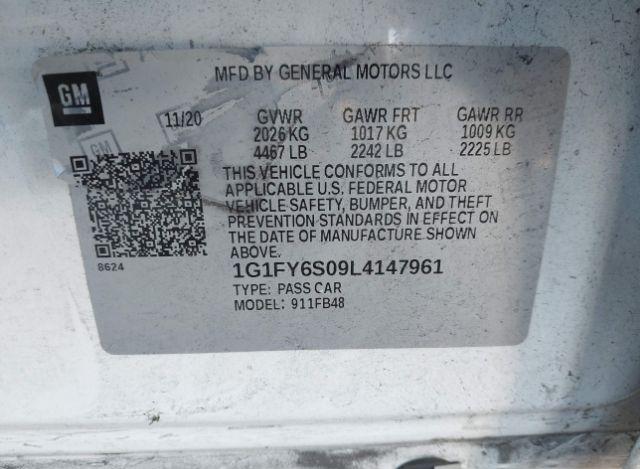 GM
MFD BY GENERAL MOTORS LLC
11/20 GVWR GAWR FRT GAWR RR
2026 KG 1017 KG 1009 KG
4467 LB 2242 LB 2225 LB
THIS VEHICLE CONFORMS TO ALL
APPLICABLE U.S. FEDERAL MOTOR
VEHICLE SAFETY, BUMPER, AND THEFT
PREVENTION STANDARDS IN EFFECT ON
THE DATE OF MANUFACTURE SHOWN
ABOVE.
8624
1G1FY6S09L4147961
TYPE: PASS CAR
MODEL: 911FB48